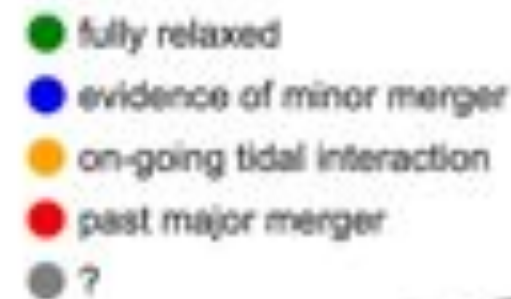 fully relaxed
evidence of minor merger
on-going tidal interaction
past major merger
?